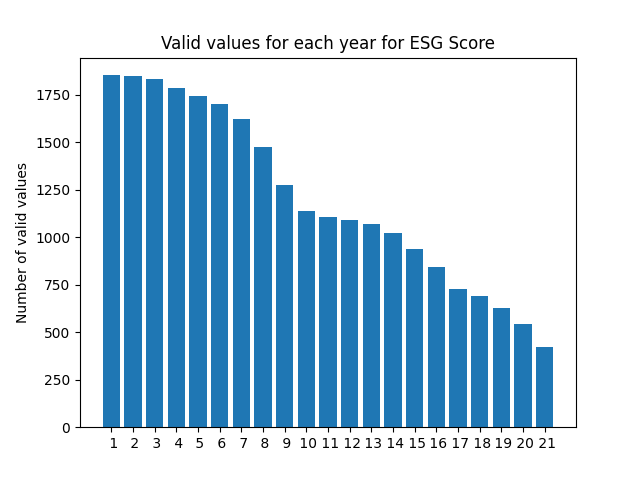 Valid values for each year for ESG Score
Number of valid values
1750
1500
1250
1000
750
500
250
0
1 2 3 4 5 6 7 8 9 10 11 12 13 14 15 16 17 18 19 20 21